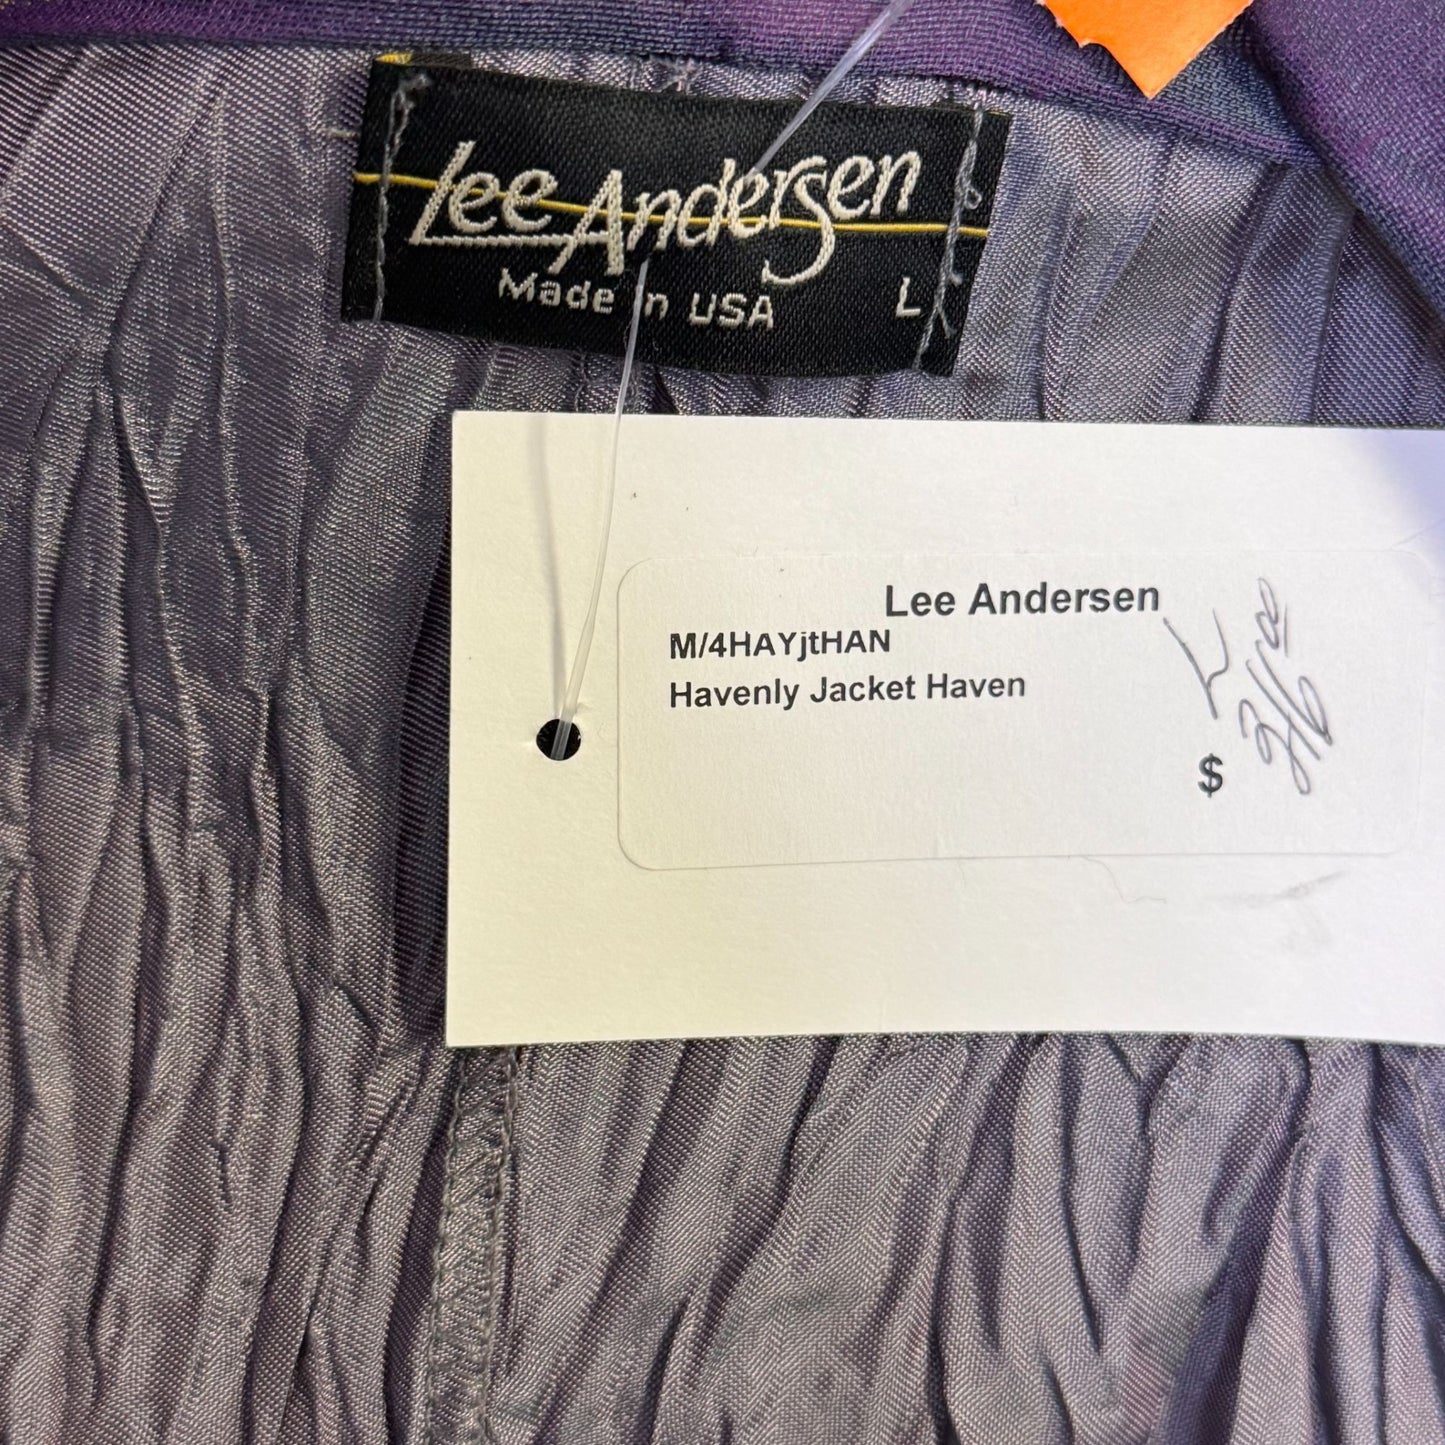 Lee Andersen
Made in USA L
Lee Andersen
M/4HAYjtHAN
Havenly Jacket Haven
L
$